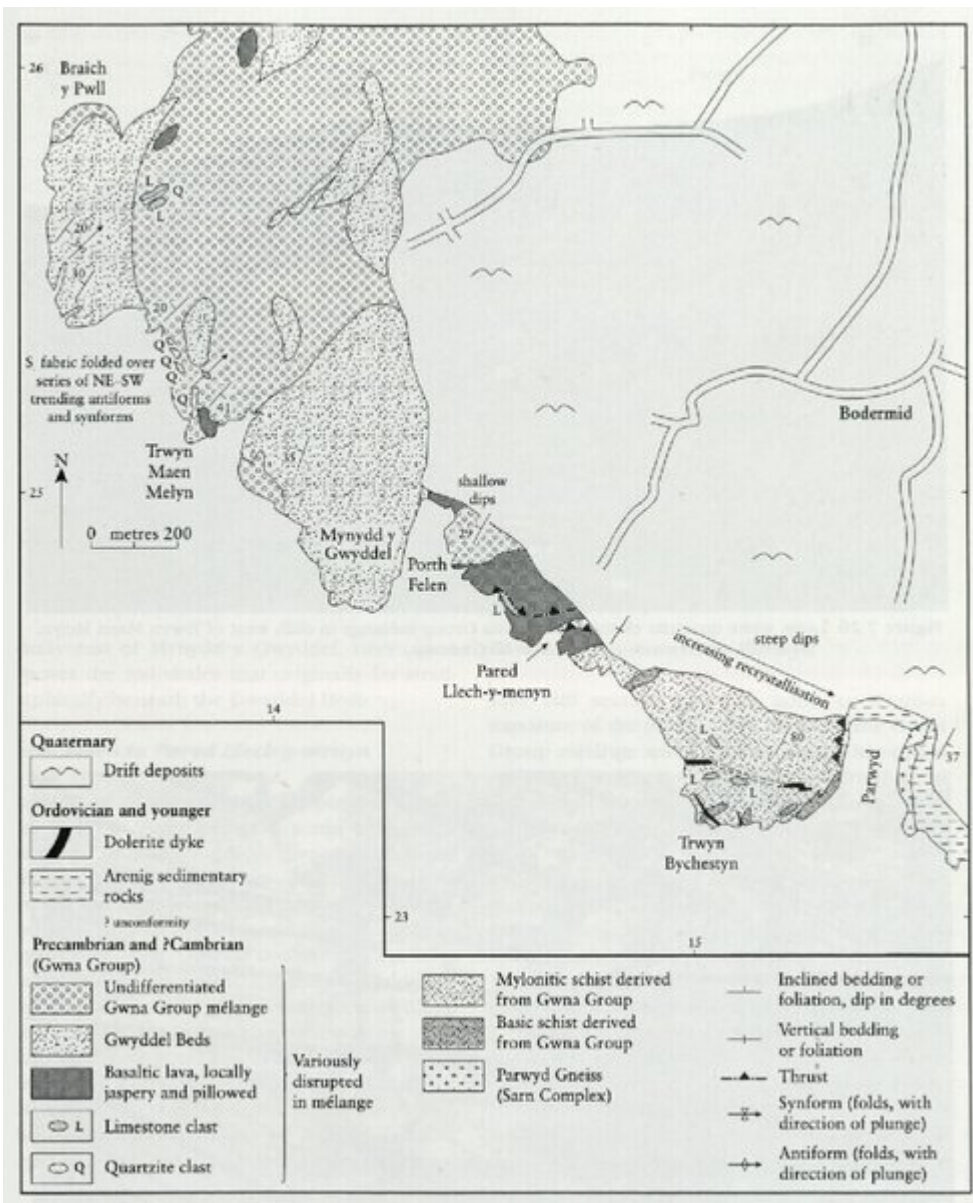 26
Braich
y Pwll
L
Q
L
20
30
20
Q
Q
Q
Q
L
41
S fabric folded over
series of NE–SW
trending antiforms
and synforms
Trwyn
Maen
Melyn
N
25
0 metres 200
35
Mynydd y
Gwyddel
shallow
dips
29
Porth
Felen
L
Pared
Llech-y-menyn
Bodermid
increasing recrystallisation
steep dips
L
80
L
L
Trwyn
Bychestyn
Parwyd
37
14
23
15
Quaternary
Drift deposits
Ordovician and younger
Dolerite dyke
Arenig sedimentary
rocks
? unconformity
Precambrian and ?Cambrian
(Gwna Group)
Undifferentiated
Gwna Group mélange
Gwyddel Beds
Basaltic lava, locally
jaspery and pillowed
L Limestone clast
Q Quartzite clast
Variously
disrupted
in mélange
Mylonitic schist derived
from Gwna Group
Basic schist derived
from Gwna Group
Parwyd Gneiss
(Sarn Complex)
Inclined bedding or
foliation, dip in degrees
Vertical bedding
or foliation
Thrust
Synform (folds, with
direction of plunge)
Antiform (folds, with
direction of plunge)